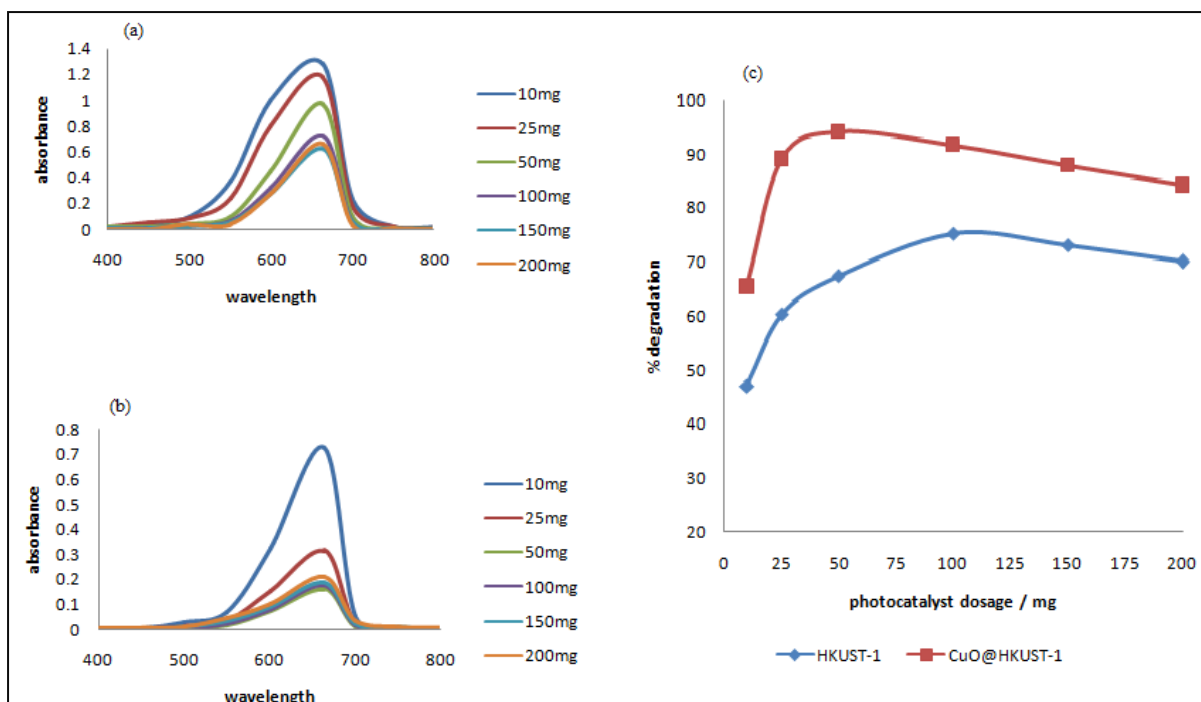 (a)
1.4
1.2
1
0.8
0.6
0.4
0.2
0
absorbance
400 500 600 700 800
wavelength
10mg
25mg
50mg
100mg
150mg
200mg
(b)
0.8
0.7
0.6
0.5
0.4
0.3
0.2
0.1
0
absorbance
400 500 600 700 800
wavelength
10mg
25mg
50mg
100mg
150mg
200mg
(c)
100
90
80
70
60
50
40
30
20
% degradation
0 25 50 75 100 125 150 175 200
photocatalyst dosage / mg
HKUST-1 CuO@HKUST-1